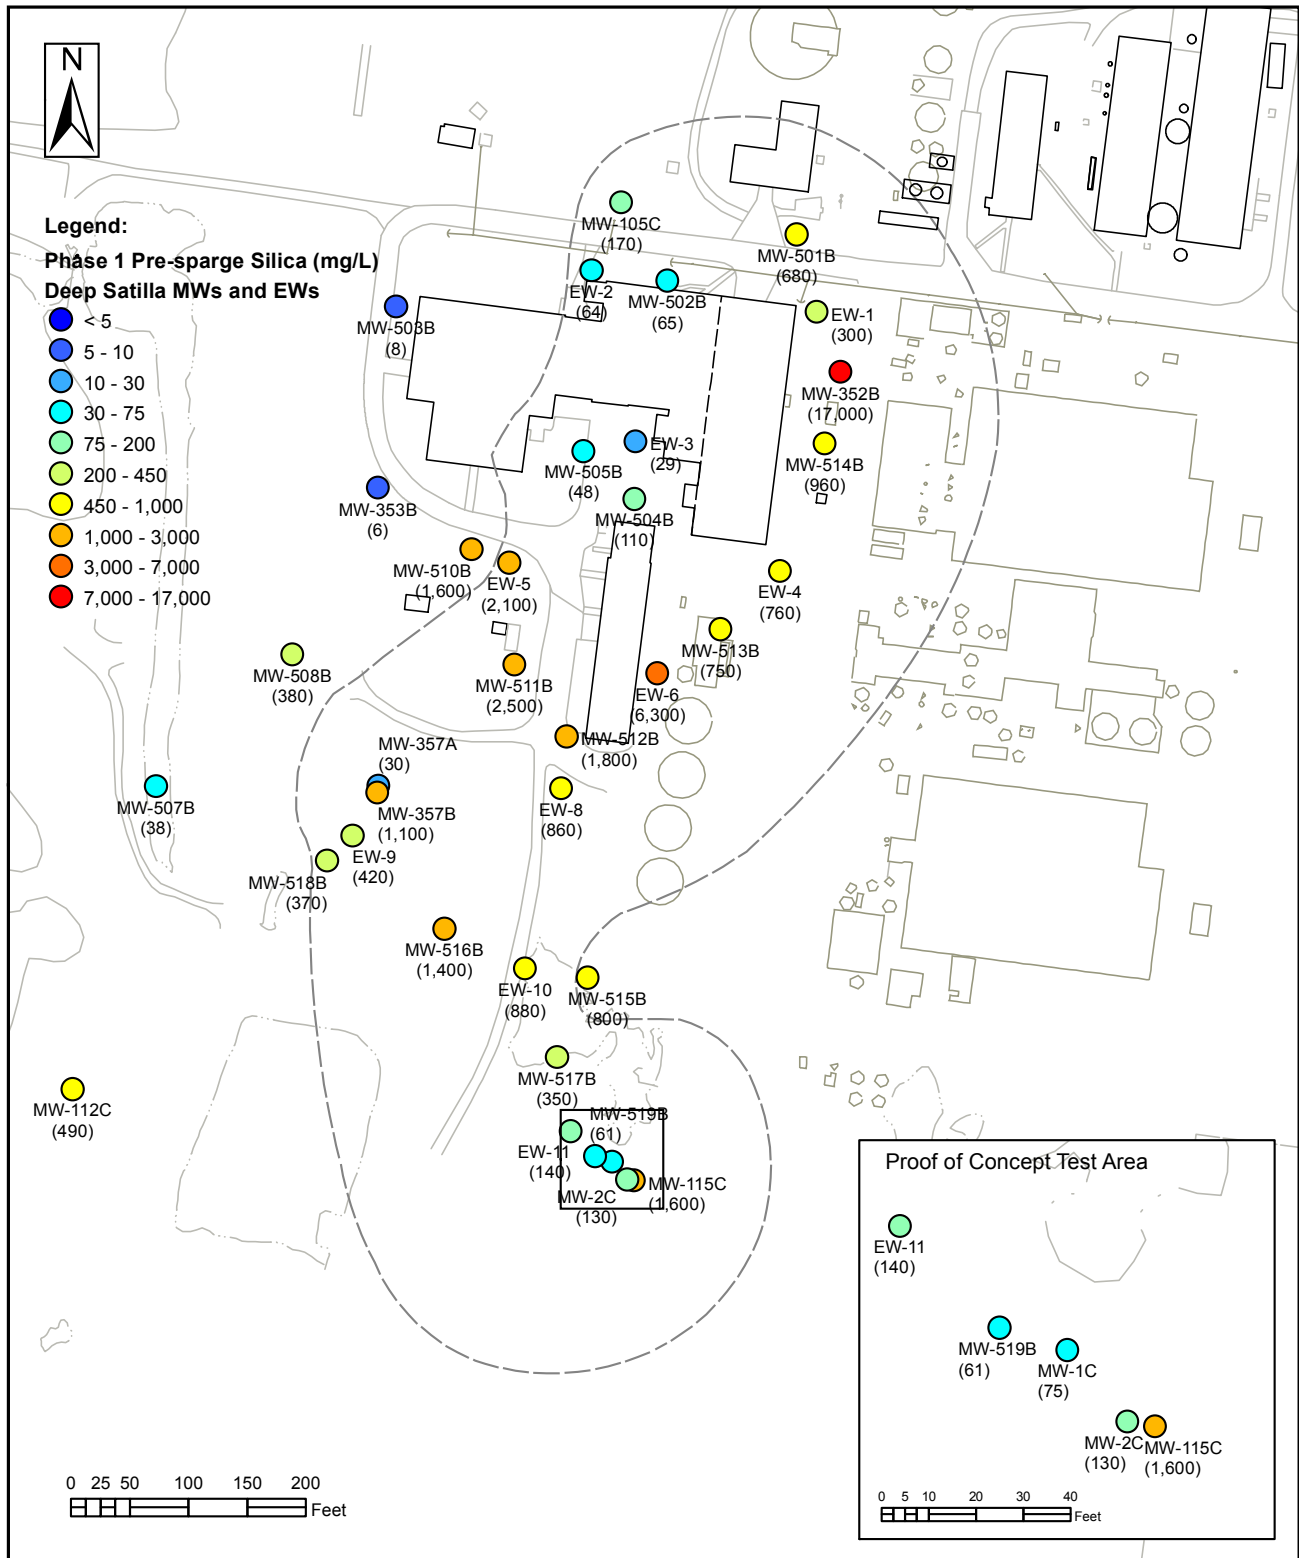 N
Legend:
Phase 1 Pre-sparge Silica (mg/L)
Deep Satilla MWs and EWs
< 5
5 - 10
10 - 30
30 - 75
75 - 200
200 - 450
450 - 1,000
1,000 - 3,000
3,000 - 7,000
7,000 - 17,000
MW-105C
(170)
MW-501B
(680)
EW-2
(64)
MW-502B
(65)
MW-503B
(8)
EW-1
(300)
MW-352B
(17,000)
EW-3
(29)
MW-505B
(48)
MW-514B
(960)
MW-353B
(6)
MW-504B
(110)
MW-510B
(1,600)
EW-5
(2,100)
EW-4
(760)
MW-513B
(750)
MW-508B
(380)
MW-511B
(2,500)
EW-6
(6,300)
MW-512B
(1,800)
MW-357A
(30)
MW-507B
(38)
MW-357B
(1,100)
EW-8
(860)
EW-9
(420)
MW-518B
(370)
MW-516B
(1,400)
EW-10
(880)
MW-515B
(800)
MW-517B
(350)
MW-112C
(490)
MW-519B
(61)
EW-11
(140)
MW-2C
(130)
MW-115C
(1,600)
Proof of Concept Test Area
EW-11
(140)
MW-519B
(61)
MW-1C
(75)
MW-2C
(130)
MW-115C
(1,600)
0 5 10 20 30 40
Feet
0 25 50 100 150 200
Feet